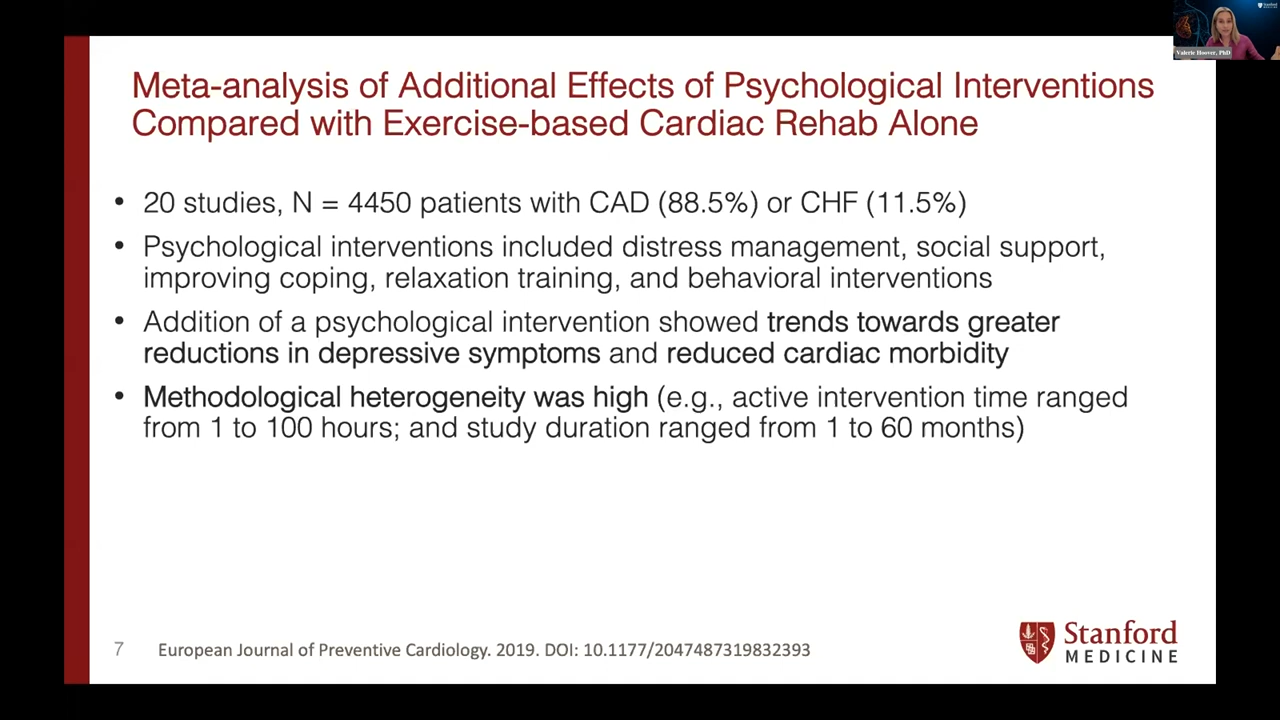 Stanford
Valerie Hoover, PhD
Meta-analysis of Additional Effects of Psychological Interventions
Compared with Exercise-based Cardiac Rehab Alone
• 20 studies, N = 4450 patients with CAD (88.5%) or CHF (11.5%)
• Psychological interventions included distress management, social support,
improving coping, relaxation training, and behavioral interventions
• Addition of a psychological intervention showed trends towards greater
reductions in depressive symptoms and reduced cardiac morbidity
• Methodological heterogeneity was high (e.g., active intervention time ranged
from 1 to 100 hours; and study duration ranged from 1 to 60 months)
7 European Journal of Preventive Cardiology. 2019. DOI: 10.1177/2047487319832393
Stanford
MEDICINE